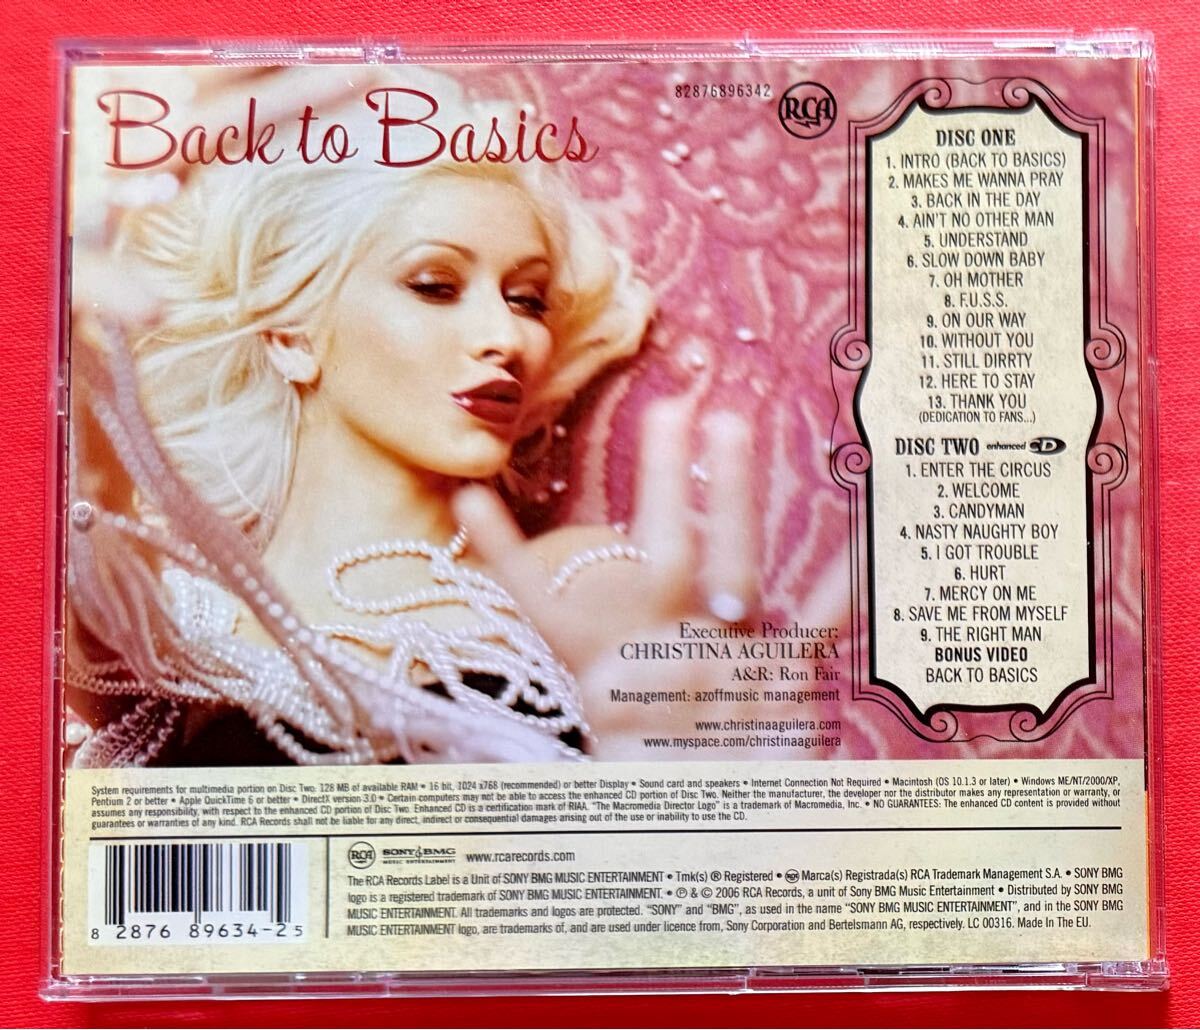 Back to Basics
82876896342
RCA
DISC ONE
1. INTRO (BACK TO BASICS)
2. MAKES ME WANNA PRAY
3. BACK IN THE DAY
4. AIN'T NO OTHER MAN
5. UNDERSTAND
6. SLOW DOWN BABY
7. OH MOTHER
8. F.U.S.S.
9. ON OUR WAY
10. WITHOUT YOU
11. STILL DIRRTY
12. HERE TO STAY
13. THANK YOU
(DEDICATION TO FANS...)
DISC TWO enhanced CD
1. ENTER THE CIRCUS
2. WELCOME
3. CANDYMAN
4. NASTY NAUGHTY BOY
5. I GOT TROUBLE
6. HURT
7. MERCY ON ME
8. SAVE ME FROM MYSELF
9. THE RIGHT MAN
BONUS VIDEO
BACK TO BASICS
Executive Producer:
CHRISTINA AGUILERA
A&R: Ron Fair
Management: azoffmusic management
www.christinaaguilera.com
www.myspace.com/christinaaguilera
System requirements for multimedia portion on Disc Two: 128 MB of available RAM • 16 bit, 1024 x768 (recommended) or better Display • Sound card and speakers • Internet Connection Not Required • Macintosh (OS 10.1.3 or later) • Windows ME/NT/2000/XP,
Pentium 2 or better • Apple QuickTime 6 or better • DirectX version 3.0 • Certain computers may not be able to access the enhanced CD portion of Disc Two. Neither the manufacturer, the developer nor the distributor makes any representation or warranty, or
assumes any responsibility, with respect to the enhanced CD portion of Disc Two. Enhanced CD is a certification mark of RIAA. "The Macromedia Director Logo" is a trademark of Macromedia, Inc. • NO GUARANTEES: The enhanced CD content is provided without
guarantees or warranties of any kind. RCA Records shall not be liable for any direct, indirect or consequential damages arising out of the use or inability to use the CD.
RCA SONY BMG MUSIC ENTERTAINMENT www.rcarecords.com
The RCA Records Label is a Unit of SONY BMG MUSIC ENTERTAINMENT • Tmk(s) ® Registered • RCA Marca(s) Registrada(s) RCA Trademark Management S.A. • SONY BMG
logo is a registered trademark of SONY BMG MUSIC ENTERTAINMENT. • ℗ & © 2006 RCA Records, a unit of Sony BMG Music Entertainment • Distributed by SONY BMG
MUSIC ENTERTAINMENT. All trademarks and logos are protected. "SONY" and "BMG", as used in the name "SONY BMG MUSIC ENTERTAINMENT", and in the SONY BMG
MUSIC ENTERTAINMENT logo, are trademarks of, and are used under licence from, Sony Corporation and Bertelsmann AG, respectively. LC 00316. Made In The EU.
8 28768 89634-2 5